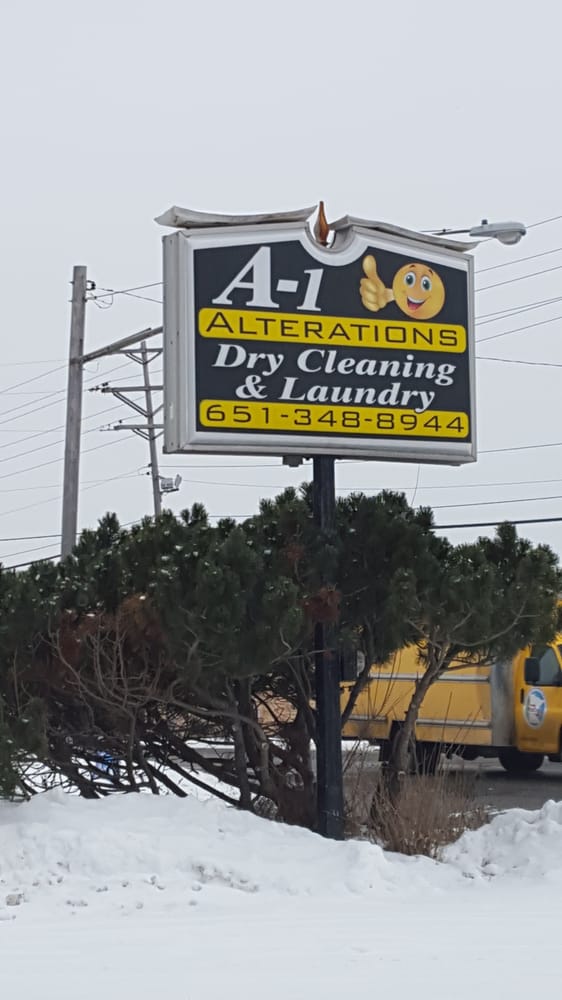 A-1
ALTERATIONS
Dry Cleaning
& Laundry
651-348-8944